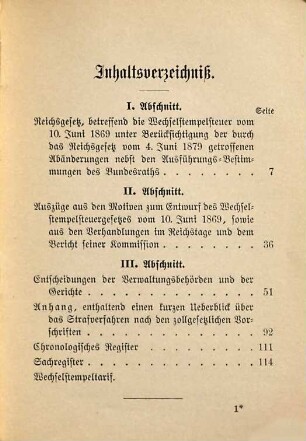 Inhaltsverzeichniß.
I. Abschnitt.
Seite
Reichsgesetz, betreffend die Wechselstempelsteuer vom
10. Juni 1869 unter Berücksichtigung der durch
das Reichsgesetz vom 4. Juni 1879 getroffenen
Abänderungen nebst den Ausführungs-Bestim-
mungen des Bundesraths . . . . . . . . 7
II. Abschnitt.
Auszüge aus den Motiven zum Entwurf des Wechsel-
stempelsteuergesetzes vom 10. Juni 1869, sowie
aus den Verhandlungen im Reichstage und dem
Bericht seiner Kommission . . . . . . . . 36
III. Abschnitt.
Entscheidungen der Verwaltungsbehörden und der
Gerichte . . . . . . . . . . . . . 51
Anhang, enthaltend einen kurzen Ueberblick über
das Strafverfahren nach den zollgesetzlichen Vor-
schriften . . . . . . . . . . . . . 92
Chronologisches Register . . . . . . . . 111
Sachregister . . . . . . . . . . . . 114
Wechselstempeltarif.
1*